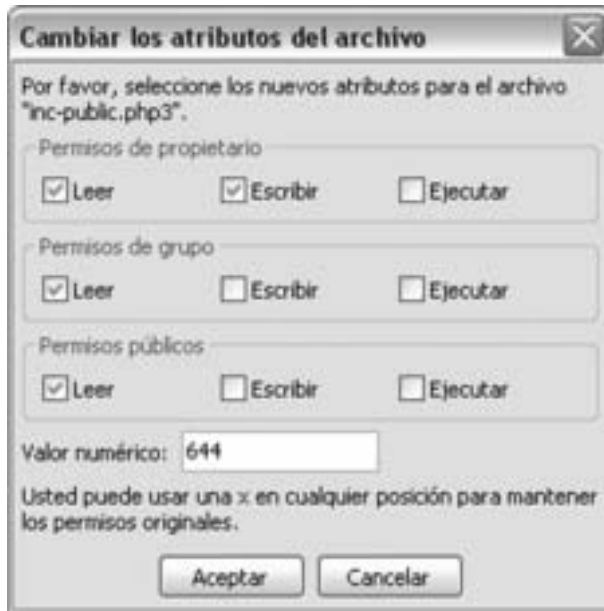 Cambiar los atributos del archivo
Por favor, seleccione los nuevos atributos para el archivo
"inc-public.php3".
Permisos de propietario
Leer Escribir Ejecutar
Permisos de grupo
Leer Escribir Ejecutar
Permisos públicos
Leer Escribir Ejecutar
Valor numérico: 644
Usted puede usar una x en cualquier posición para mantener
los permisos originales.
Aceptar Cancelar